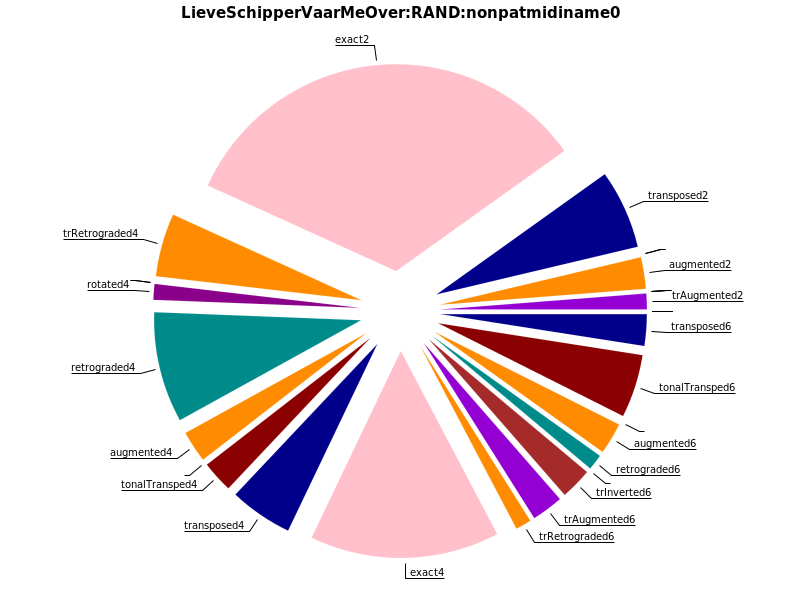 LieveSchipperVaarMeOver:RAND:nonpatmidiname0
exact2
transposed2
trRetrograded4
augmented2
rotated4
trAugmented2
transposed6
retrograded4
tonalTransped6
augmented6
augmented4
retrograded6
tonalTransped4
trInverted6
trAugmented6
transposed4
trRetrograded6
exact4